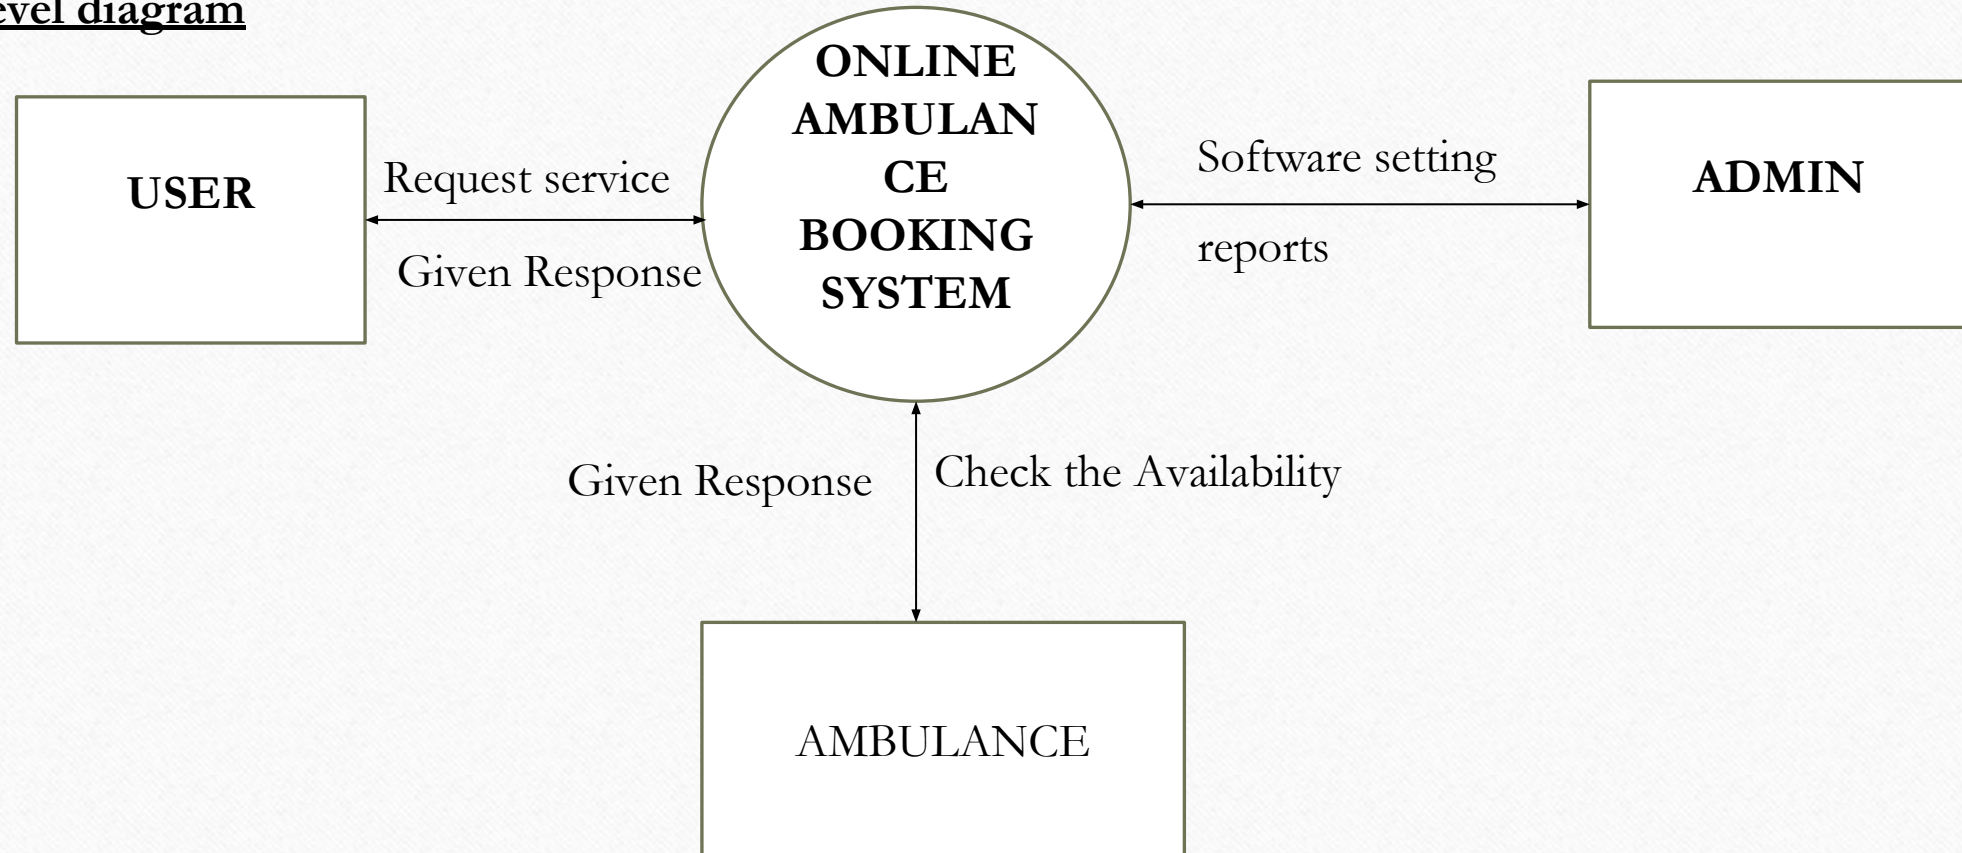 diagram
ONLINE
AMBULAN
CE
BOOKING
SYSTEM
USER
Request service
Given Response
Software setting
reports
ADMIN
Given Response
Check the Availability
AMBULANCE